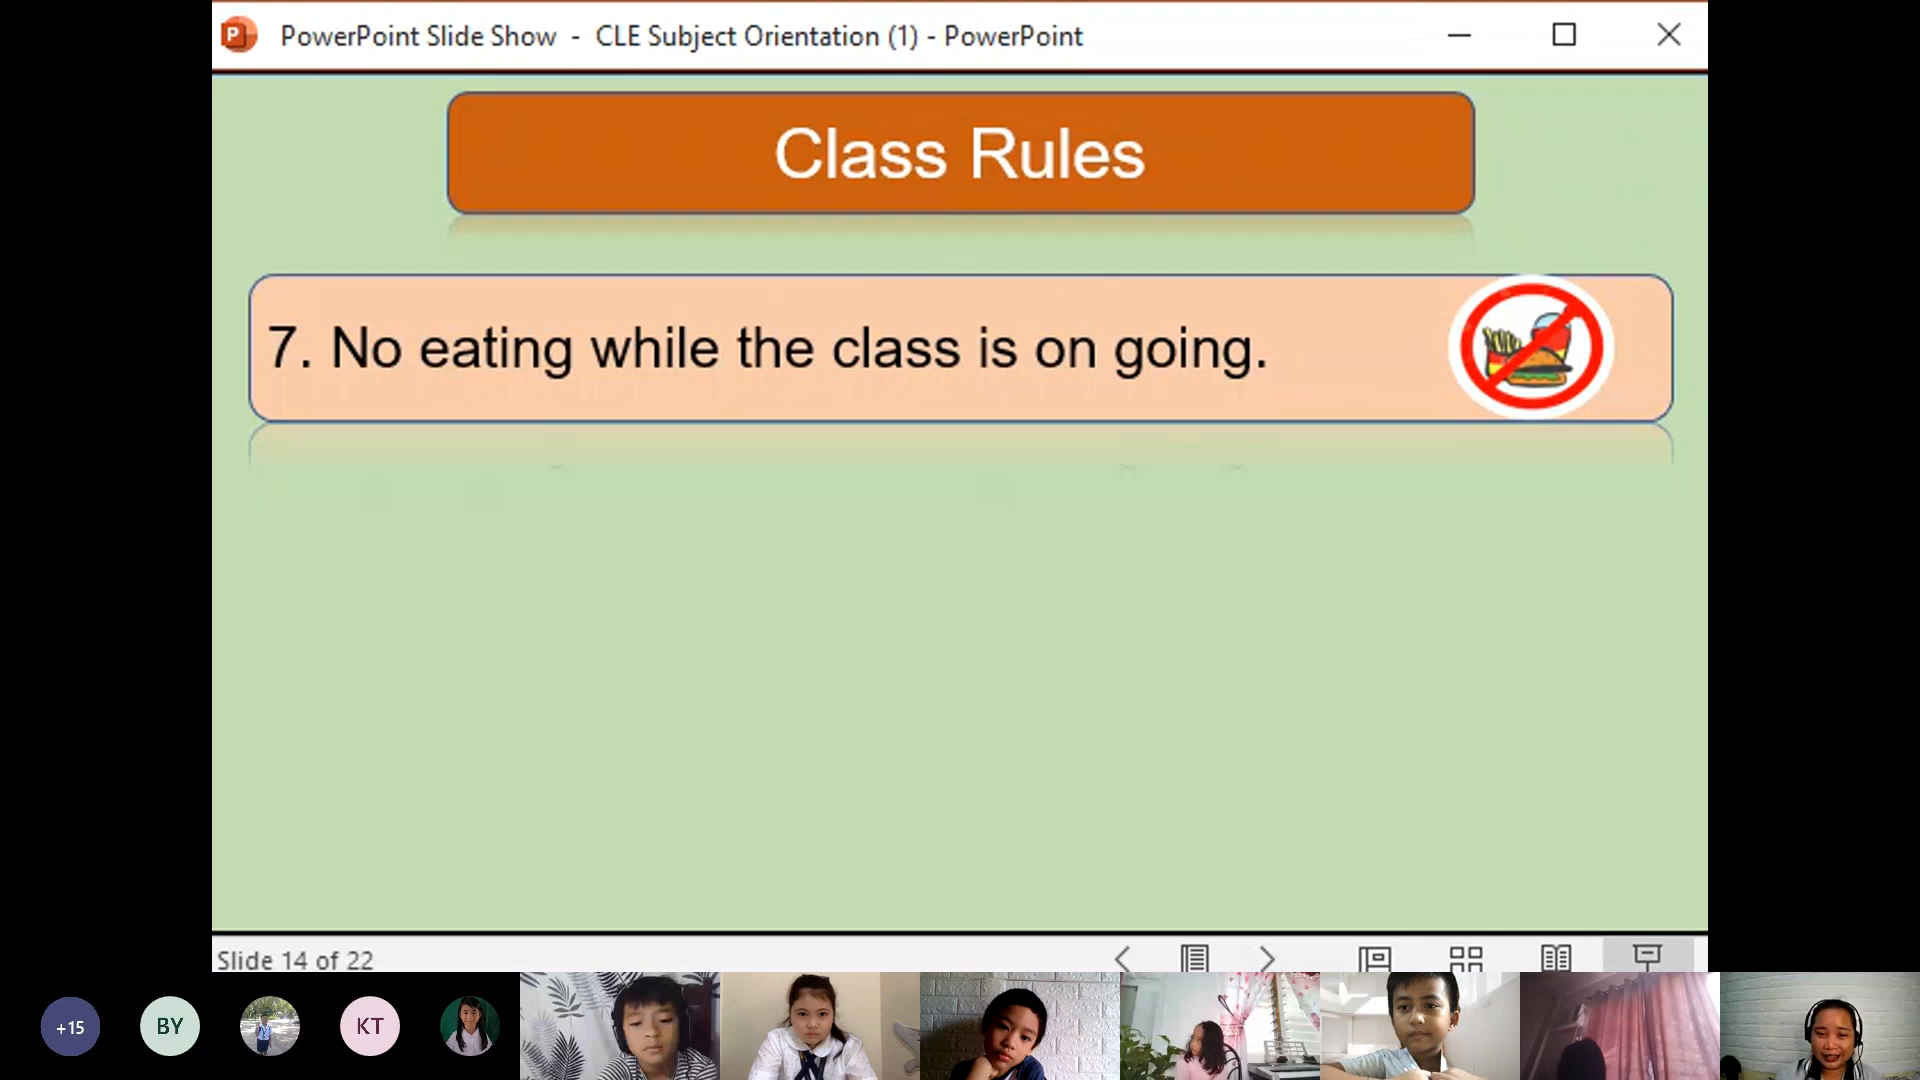 PowerPoint Slide Show - CLE Subject Orientation (1) - PowerPoint
Class Rules
7. No eating while the class is on going.
Slide 14 of 22
+15
BY
KT